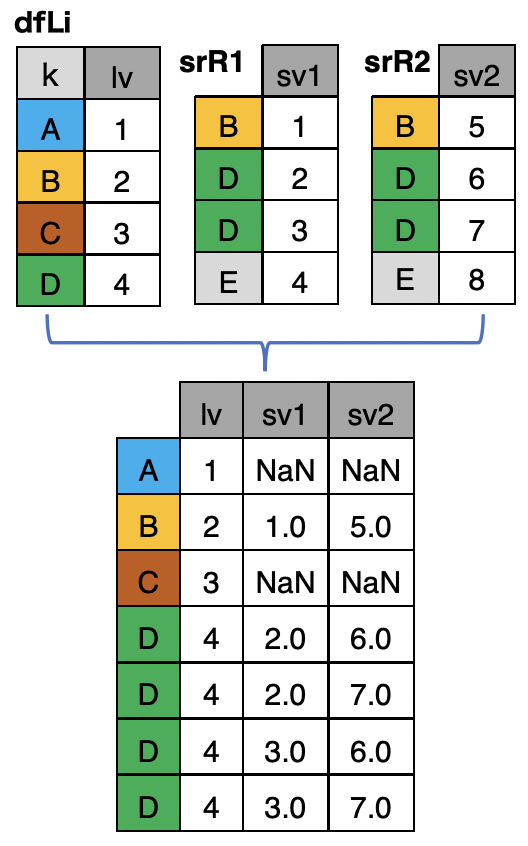 dfLi srR1 srR2
k lv sv1 sv2
A 1 B 1 B 5
B 2 D 2 D 6
C 3 D 3 D 7
D 4 E 4 E 8
lv sv1 sv2
A 1 NaN NaN
B 2 1.0 5.0
C 3 NaN NaN
D 4 2.0 6.0
D 4 2.0 7.0
D 4 3.0 6.0
D 4 3.0 7.0